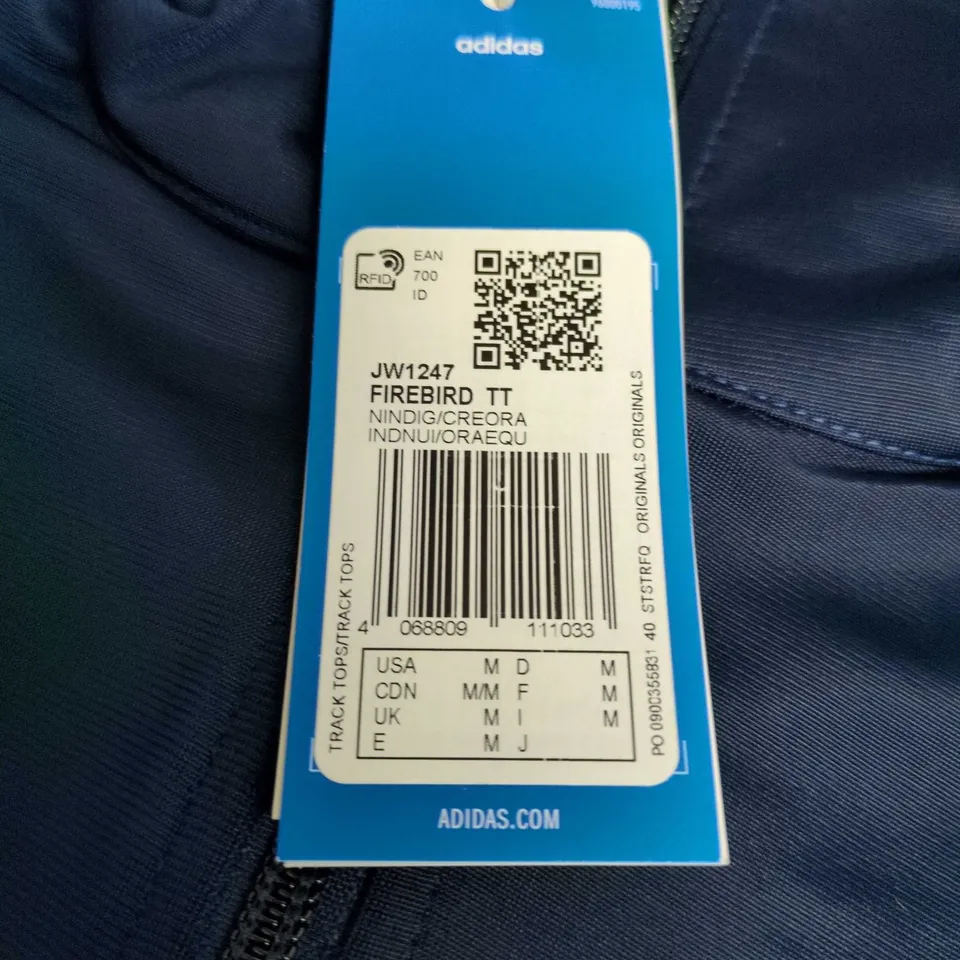 adidas
RFID
EAN
700
ID
JW1247
FIREBIRD TT
NINDIG/CREORA
INDNUI/ORAEQU
4 068809 111033
TRACK TOPS/TRACK TOPS
PO 0900355831 40 STSTRFQ ORIGINALS ORIGINALS
USA M D M
CDN M/M F M
UK M I M
E M J
ADIDAS.COM